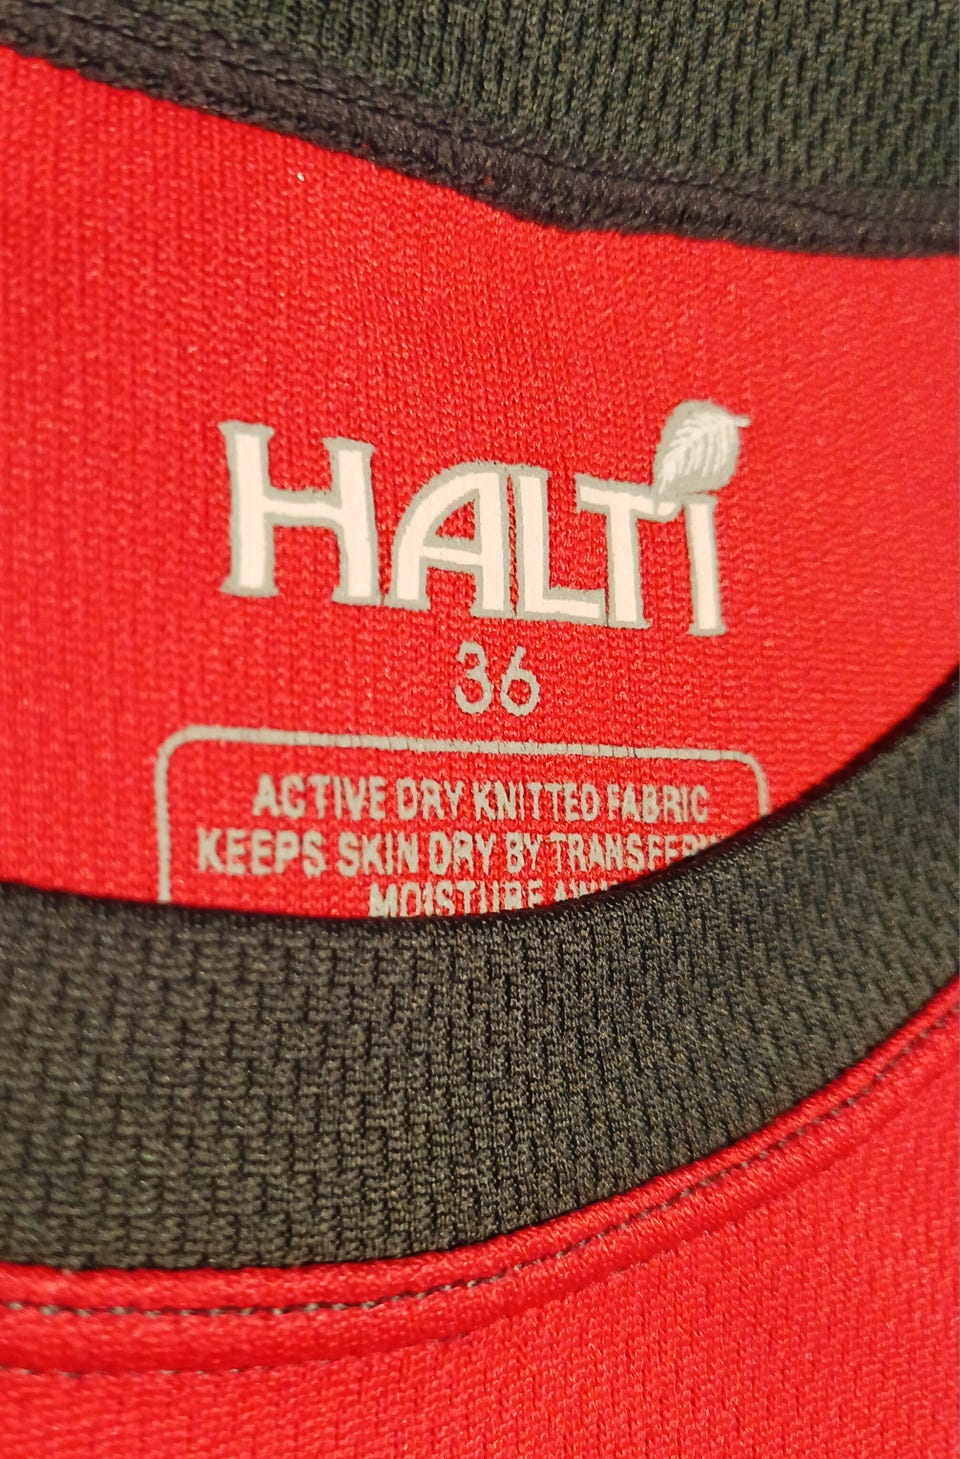 HALTI
36
ACTIVE DRY KNITTED FABRIC
KEEPS SKIN DRY BY
MOISTURE